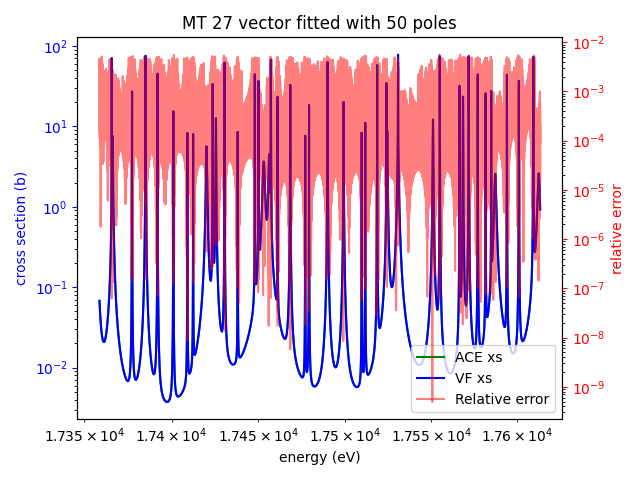 MT 27 vector fitted with 50 poles
10²
10¹
10⁰
10⁻¹
10⁻²
cross section (b)
10⁻²
10⁻³
10⁻⁴
10⁻⁵
10⁻⁶
10⁻⁷
10⁻⁸
10⁻⁹
relative error
ACE xs
VF xs
Relative error
1.735 × 10⁴ 1.74 × 10⁴ 1.745 × 10⁴ 1.75 × 10⁴ 1.755 × 10⁴ 1.76 × 10⁴
energy (eV)